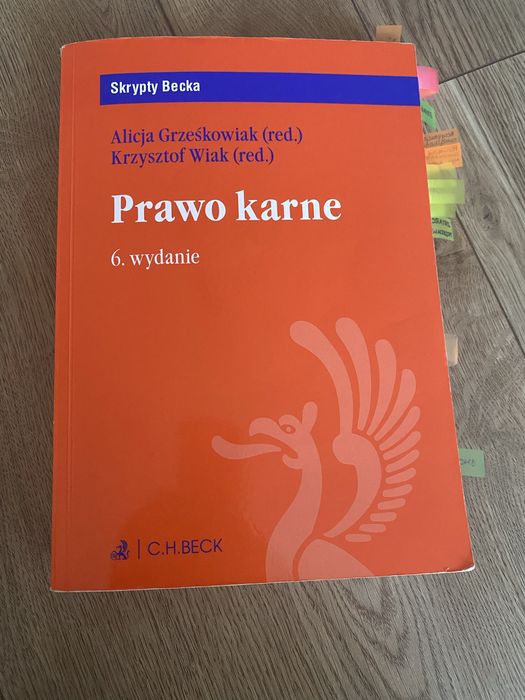 Skrypty Becka
Alicja Grześkowiak (red.)
Krzysztof Wiak (red.)
Prawo karne
6. wydanie
C.H.BECK